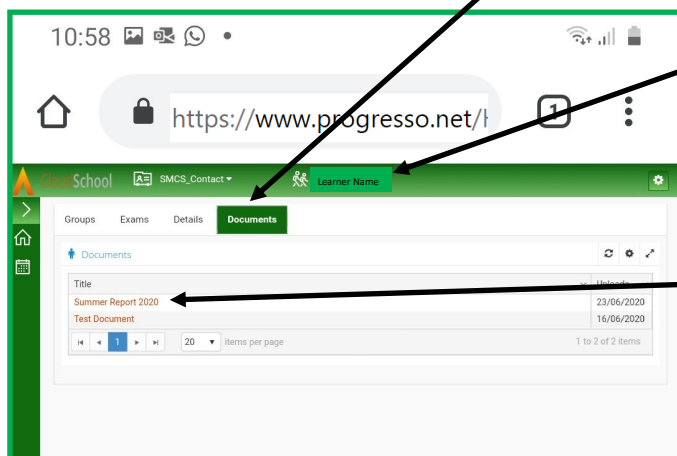 10:58
https://www.progresso.net/
1
School SMCS_Contact Learner Name
Groups Exams Details Documents
Documents
Title
Summer Report 2020 23/06/2020
Test Document 16/06/2020
1 20 items per page 1 to 2 of 2 items